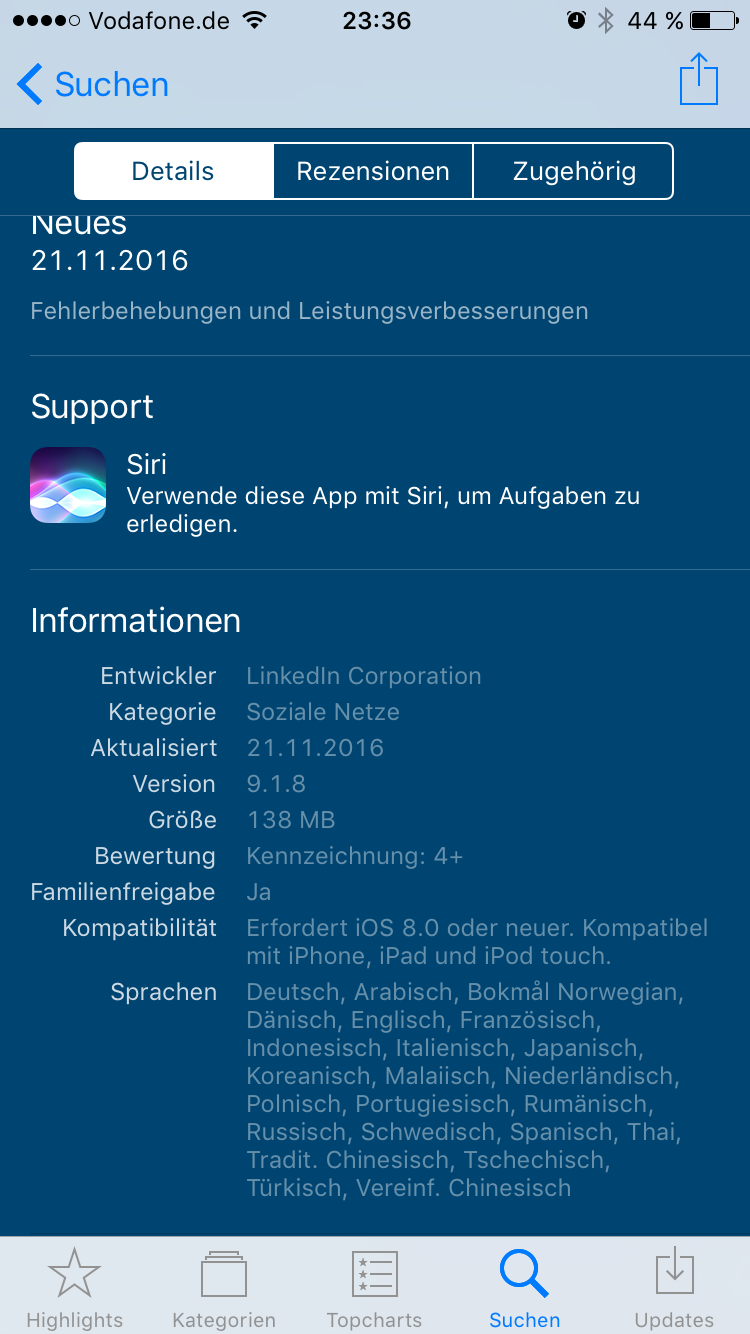 Vodafone.de 23:36 44 %
Suchen
Details Rezensionen Zugehörig
Neues
21.11.2016
Fehlerbehebungen und Leistungsverbesserungen
Support
Siri
Verwende diese App mit Siri, um Aufgaben zu
erledigen.
Informationen
Entwickler LinkedIn Corporation
Kategorie Soziale Netze
Aktualisiert 21.11.2016
Version 9.1.8
Größe 138 MB
Bewertung Kennzeichnung: 4+
Familienfreigabe Ja
Kompatibilität Erfordert iOS 8.0 oder neuer. Kompatibel
mit iPhone, iPad und iPod touch.
Sprachen Deutsch, Arabisch, Bokmål Norwegian,
Dänisch, Englisch, Französisch,
Indonesisch, Italienisch, Japanisch,
Koreanisch, Malaiisch, Niederländisch,
Polnisch, Portugiesisch, Rumänisch,
Russisch, Schwedisch, Spanisch, Thai,
Tradit. Chinesisch, Tschechisch,
Türkisch, Vereinf. Chinesisch
Highlights Kategorien Topcharts Suchen Updates